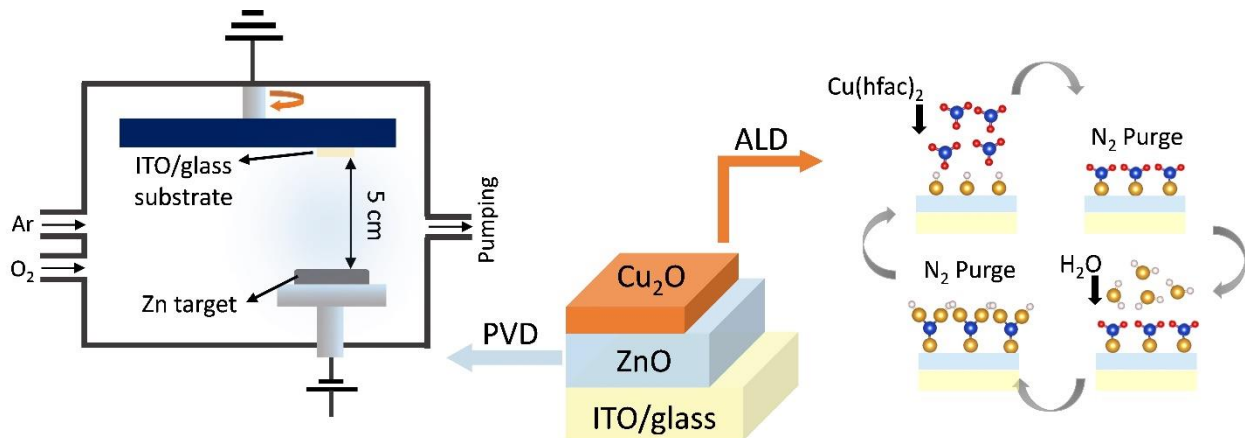 ITO/glass
substrate
5 cm
Ar
O₂
Zn target
Pumping
PVD
ALD
Cu₂O
ZnO
ITO/glass
Cu(hfac)₂
N₂ Purge
N₂ Purge
H₂O